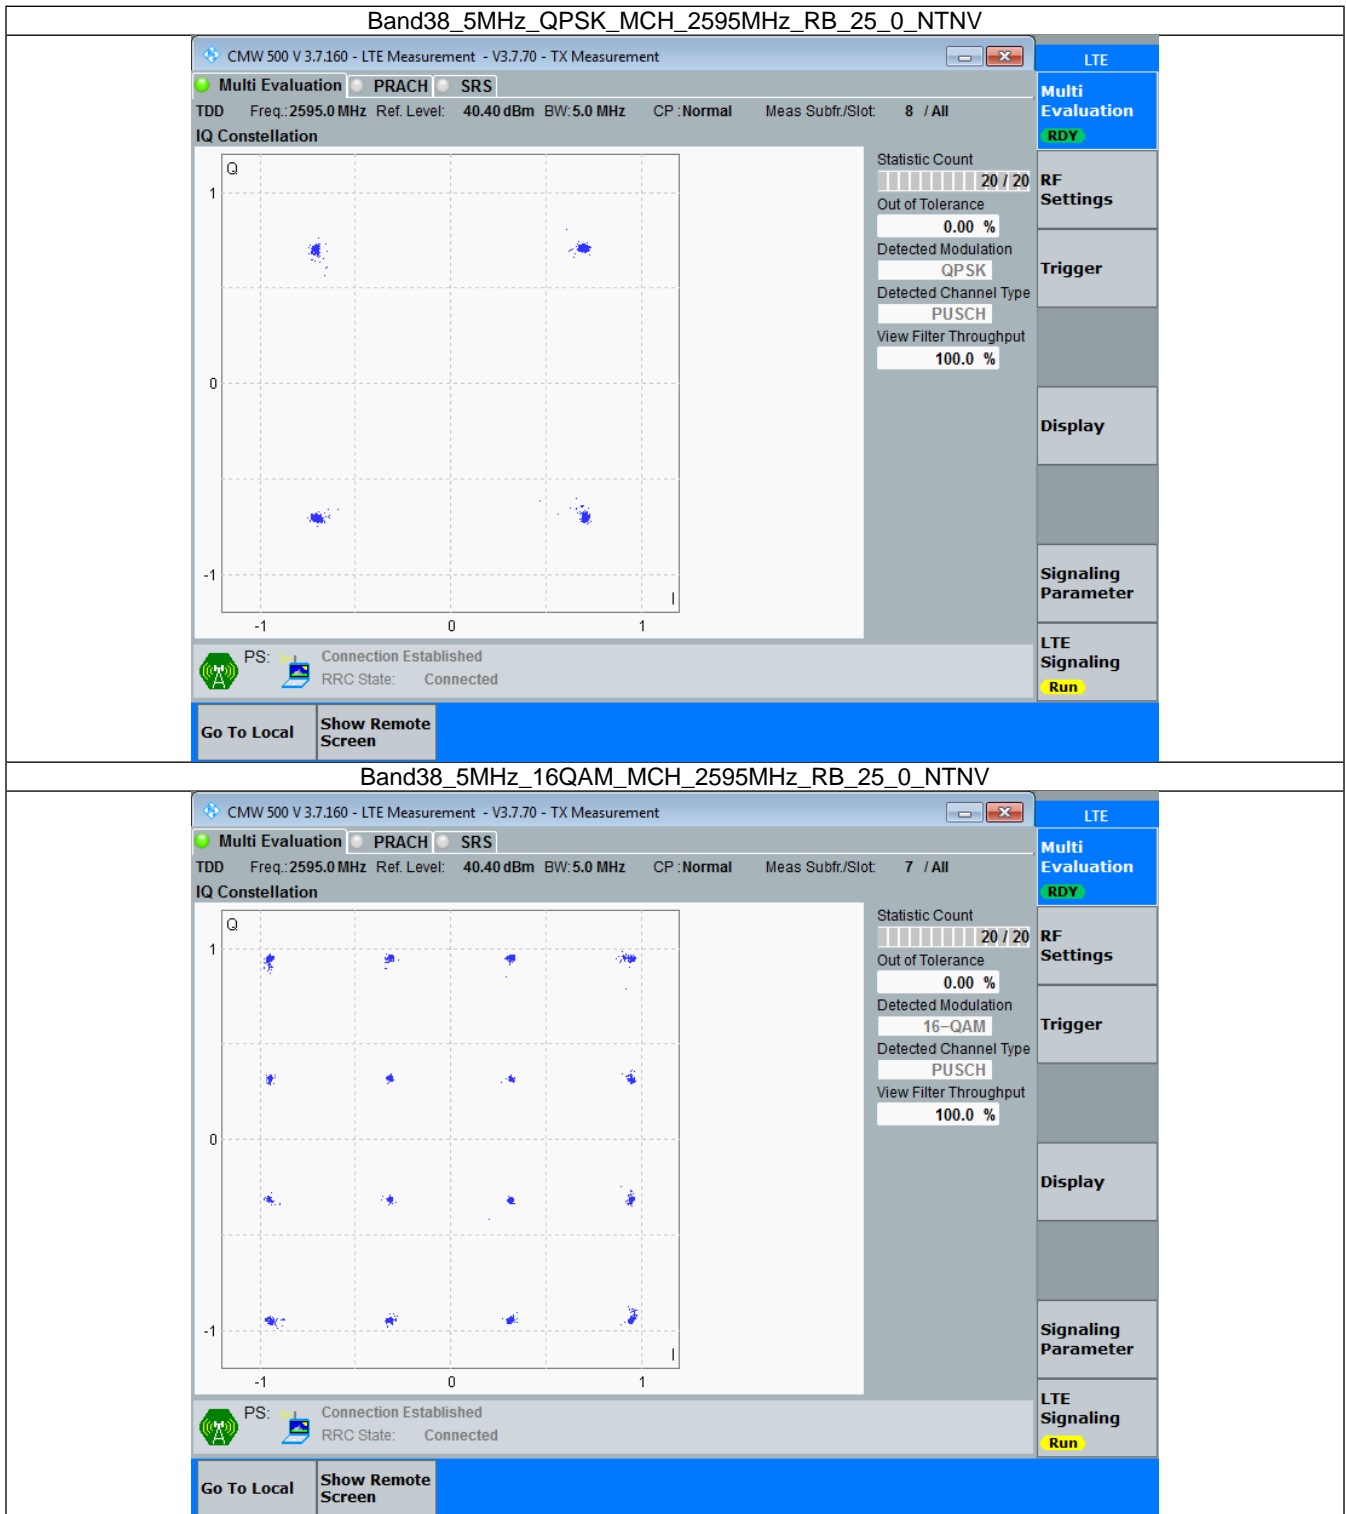 Band38_5MHz_QPSK_MCH_2595MHz_RB_25_0_NTNV
CMW 500 V 3.7.160 - LTE Measurement - V3.7.70 - TX Measurement
LTE
Multi Evaluation PRACH SRS
Multi
Evaluation
RDY
TDD Freq.:2595.0 MHz Ref. Level: 40.40 dBm BW:5.0 MHz CP :Normal Meas Subfr./Slot: 8 / All
IQ Constellation
Q
1
0
-1
I
-1 0 1
Statistic Count
20 / 20
Out of Tolerance
0.00 %
Detected Modulation
QPSK
Detected Channel Type
PUSCH
View Filter Throughput
100.0 %
RF
Settings
Trigger
Display
Signaling
Parameter
LTE
Signaling
Run
PS: Connection Established
RRC State: Connected
Go To Local
Show Remote
Screen
Band38_5MHz_16QAM_MCH_2595MHz_RB_25_0_NTNV
CMW 500 V 3.7.160 - LTE Measurement - V3.7.70 - TX Measurement
LTE
Multi Evaluation PRACH SRS
Multi
Evaluation
RDY
TDD Freq.:2595.0 MHz Ref. Level: 40.40 dBm BW:5.0 MHz CP :Normal Meas Subfr./Slot: 7 / All
IQ Constellation
Q
1
0
-1
I
-1 0 1
Statistic Count
20 / 20
Out of Tolerance
0.00 %
Detected Modulation
16-QAM
Detected Channel Type
PUSCH
View Filter Throughput
100.0 %
RF
Settings
Trigger
Display
Signaling
Parameter
LTE
Signaling
Run
PS: Connection Established
RRC State: Connected
Go To Local
Show Remote
Screen